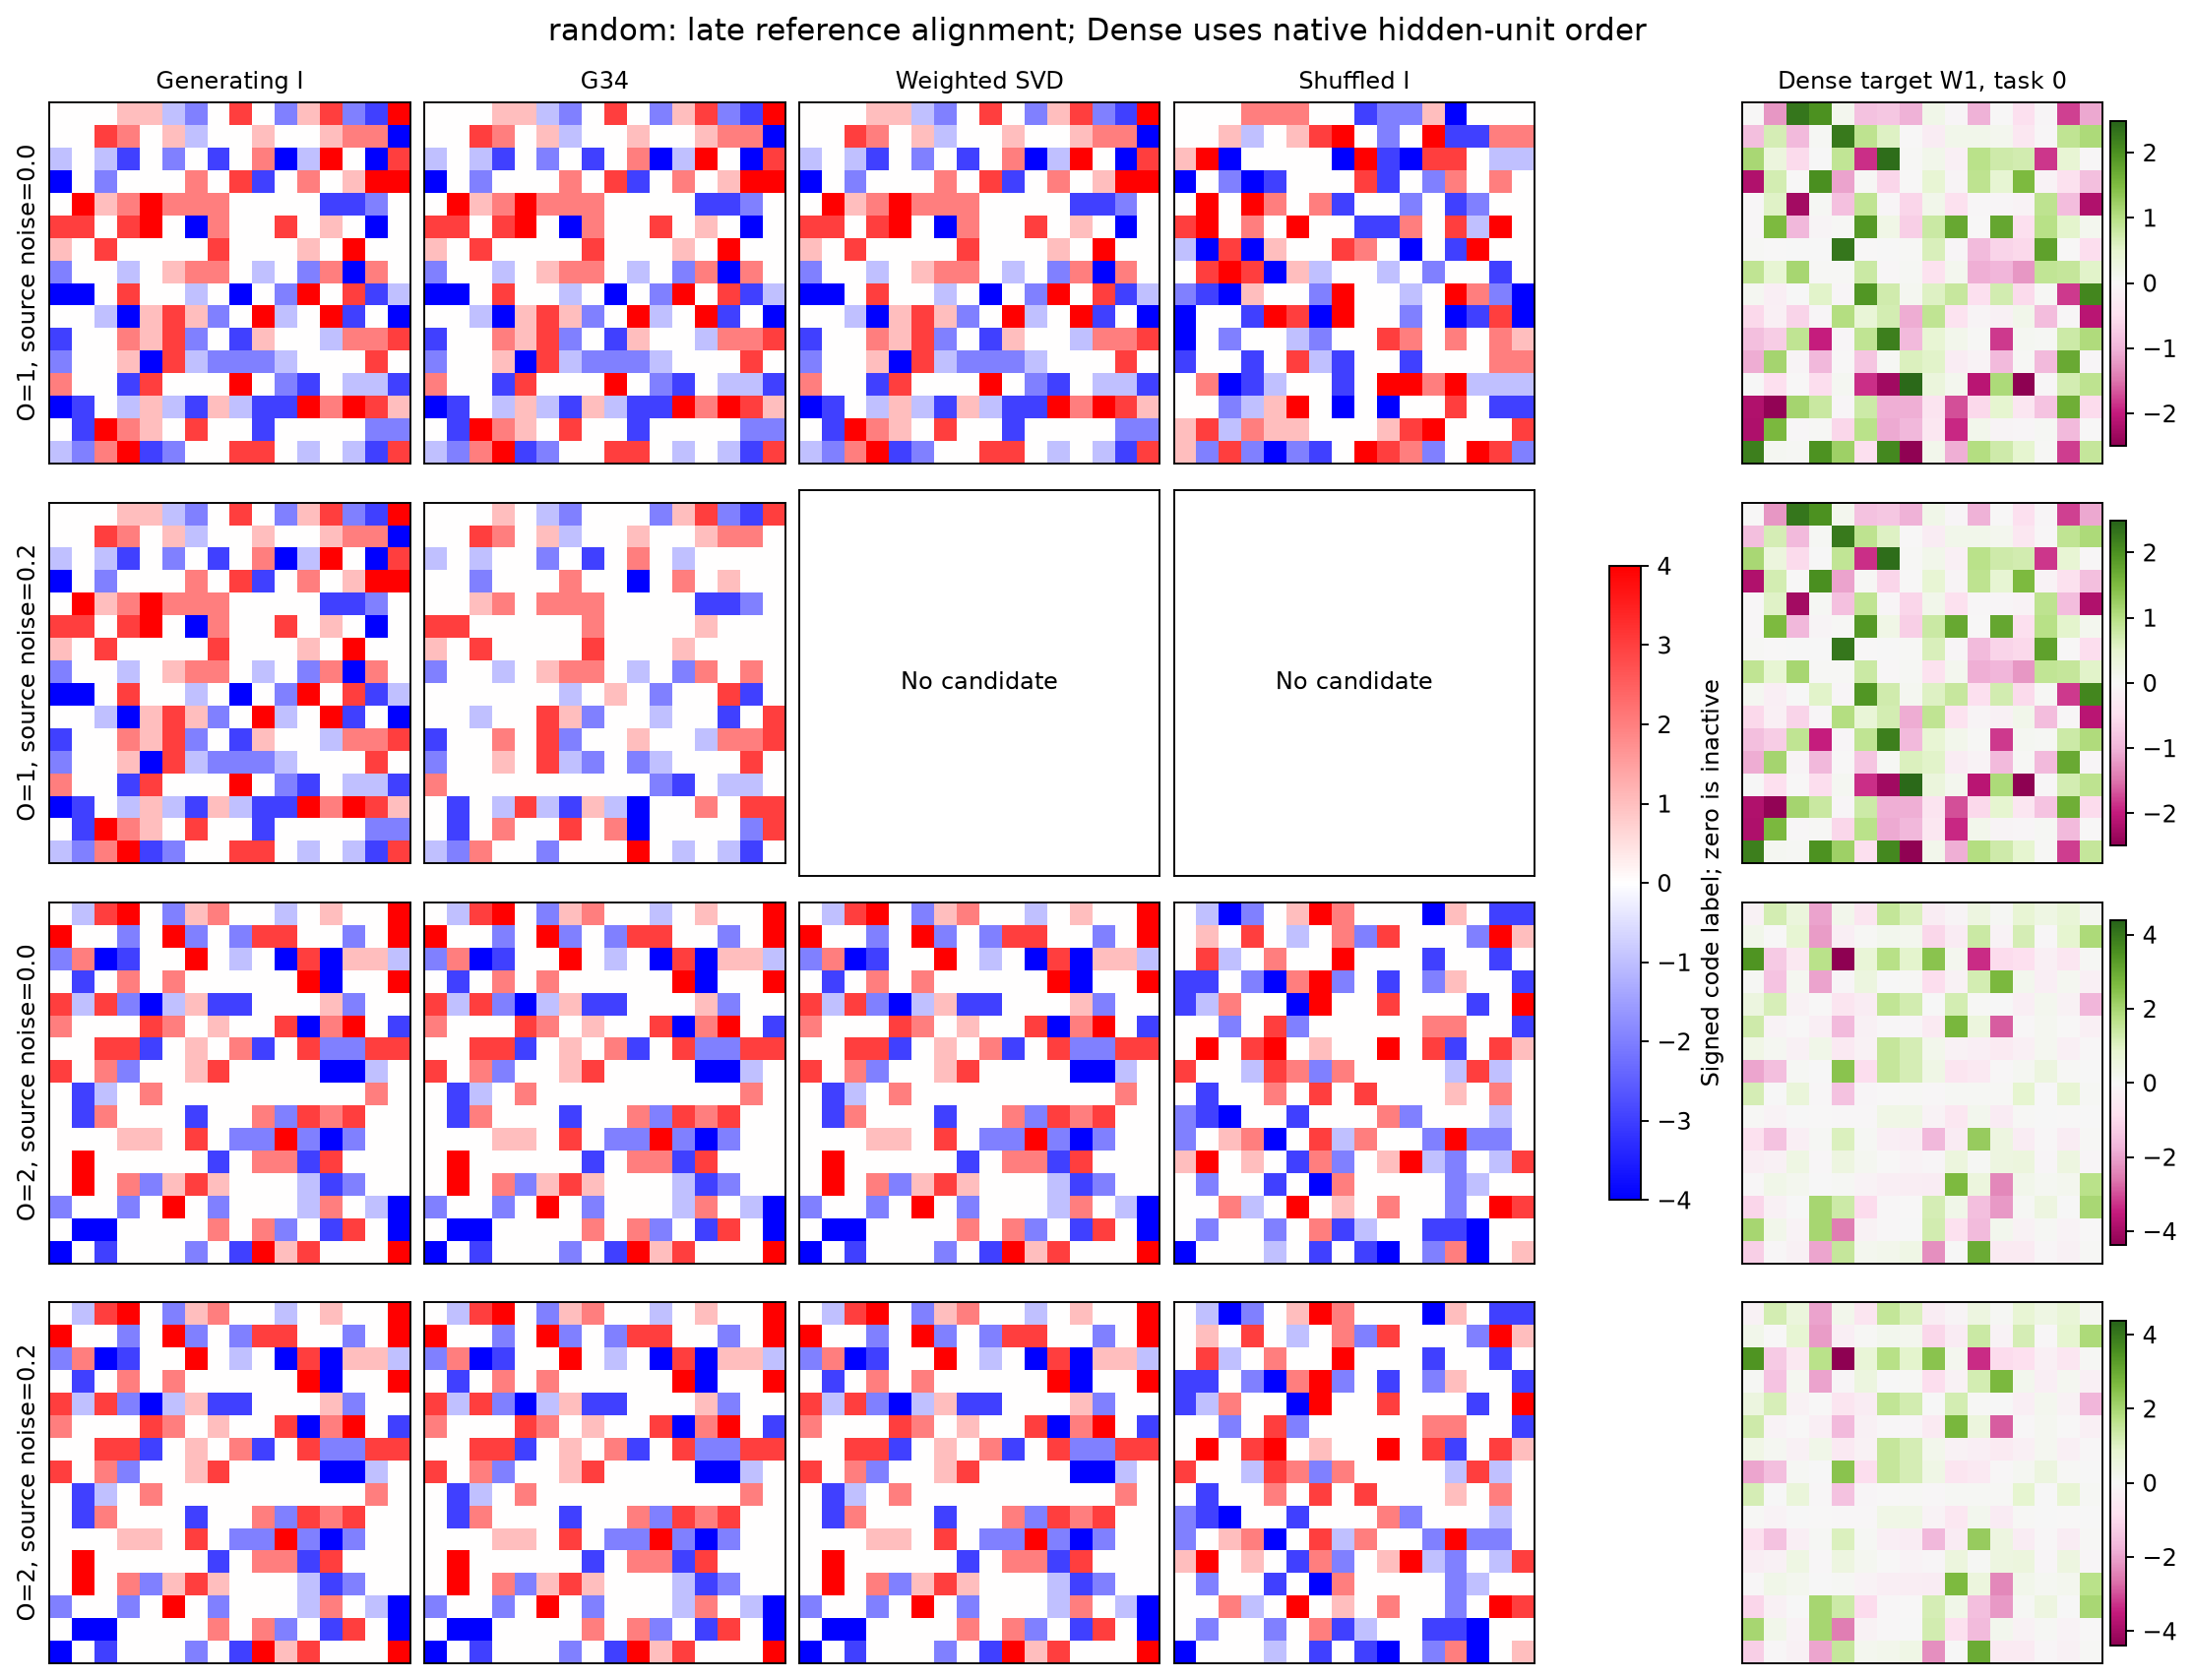 random: late reference alignment; Dense uses native hidden-unit order
Generating I
G34
Weighted SVD
Shuffled I
Dense target W1, task 0
O=1, source noise=0.0
2
1
0
−1
−2
O=1, source noise=0.2
No candidate
No candidate
2
1
0
−1
−2
4
3
2
1
0
−1
−2
−3
−4
Signed code label; zero is inactive
O=2, source noise=0.0
4
2
0
−2
−4
O=2, source noise=0.2
4
2
0
−2
−4